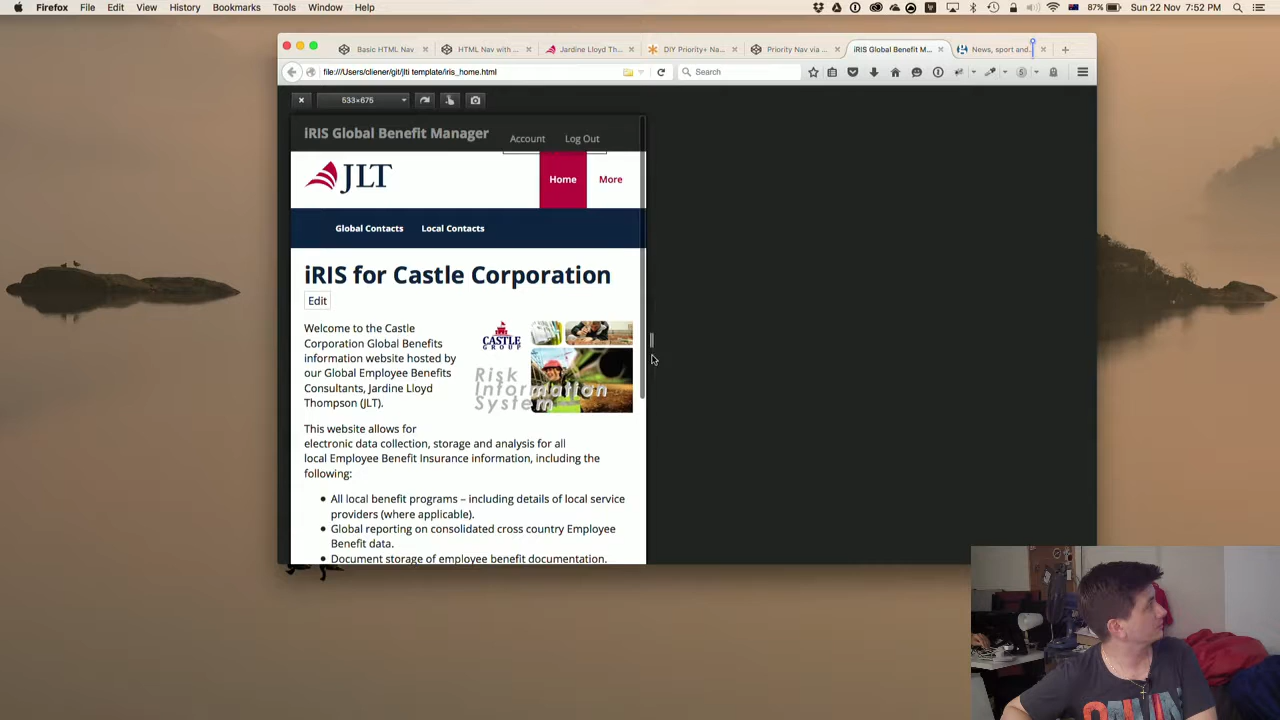 Firefox File Edit View History Bookmarks Tools Window Help 87% Sun 22 Nov 7:52 PM
Basic HTML Nav HTML Nav with ... Jardine Lloyd Th... DIY Priority+ Na... Priority Nav via ... iRIS Global Benefit M... News, sport and...
file:///Users/cliener/git/jlti template/iris_home.html Search
533×675
iRIS Global Benefit Manager Account Log Out
JLT Home More
Global Contacts Local Contacts
iRIS for Castle Corporation
Edit
Welcome to the Castle
Corporation Global Benefits
information website hosted by
our Global Employee Benefits
Consultants, Jardine Lloyd
Thompson (JLT).
CASTLE
GROUP
Risk
Information
System
This website allows for
electronic data collection, storage and analysis for all
local Employee Benefit Insurance information, including the
following:
All local benefit programs – including details of local service
providers (where applicable).
Global reporting on consolidated cross country Employee
Benefit data.
Document storage of employee benefit documentation.